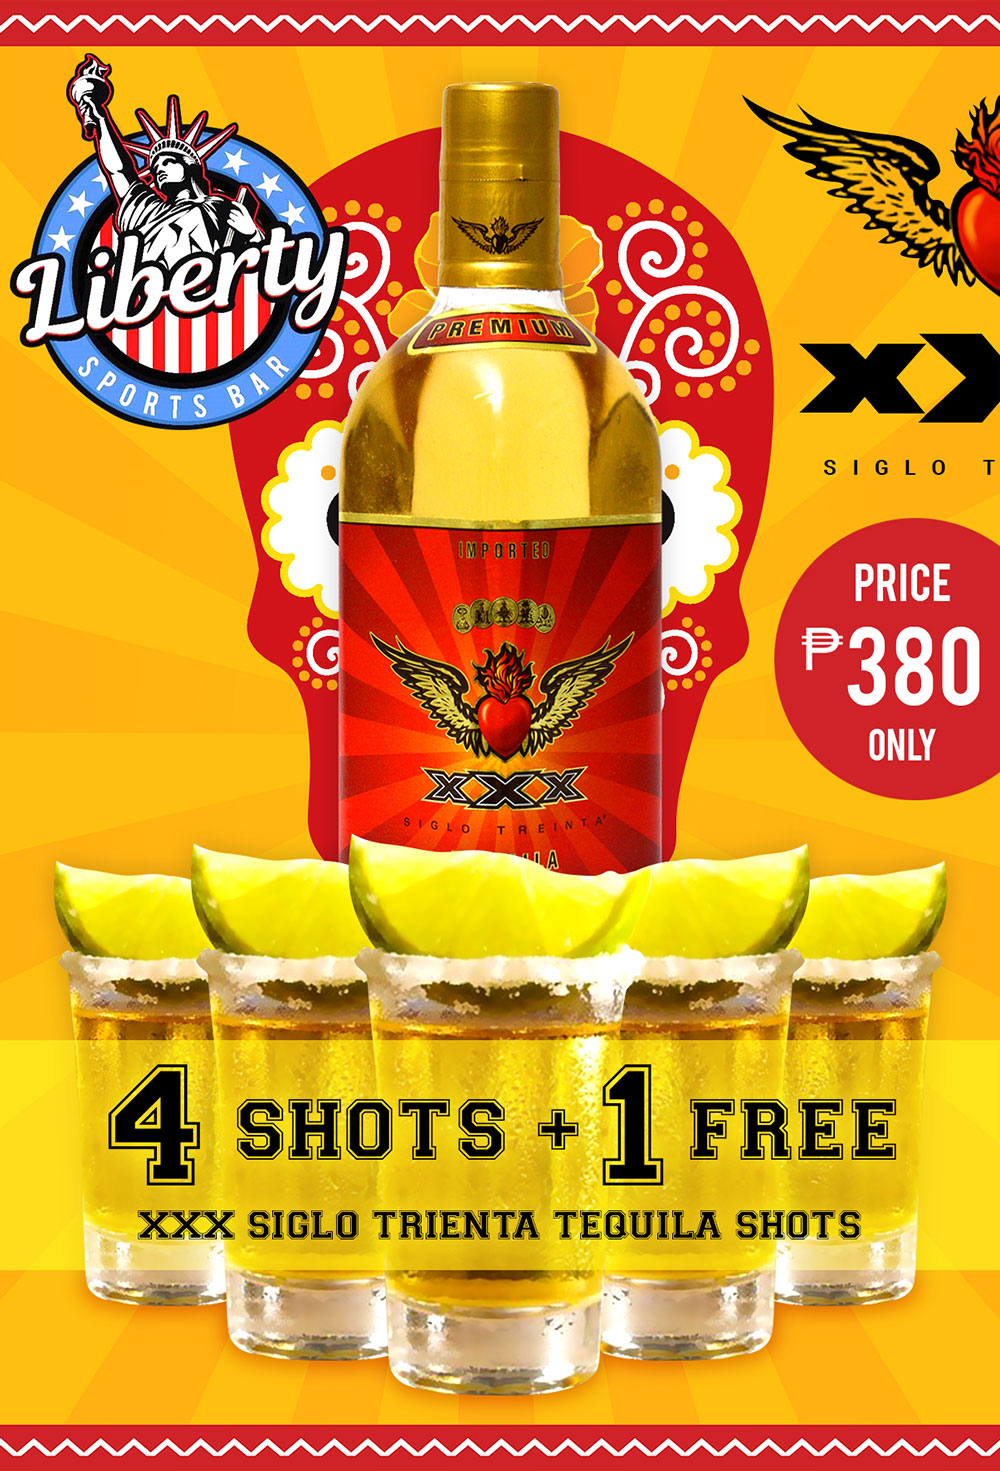 Liberty
SPORTS BAR
PREMIUM
IMPORTED
XXX
SIGLO TREINTA
XX
SIGLO T
PRICE
₱380
ONLY
4 SHOTS + 1 FREE
XXX SIGLO TRIENTA TEQUILA SHOTS